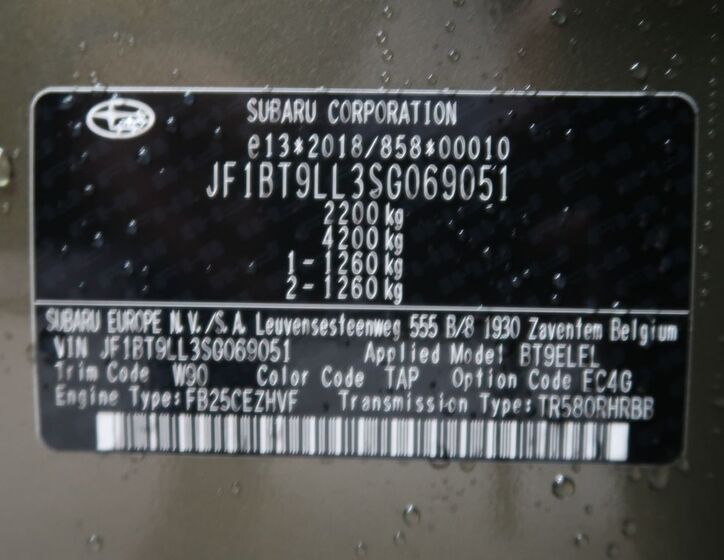 SUBARU CORPORATION
e13*2018/858*00010
JF1BT9LL3SG069051
2200 kg
4200 kg
1 - 1260 kg
2 - 1260 kg
SUBARU EUROPE N.V./S.A. Leuvensesteenweg 555 B/8 1930 Zaventem Belgium
VIN JF1BT9LL3SG069051 Applied Model BT9ELFL
Trim Code W90 Color Code TAP Option Code EC4G
Engine Type: FB25CEZHVF Transmission Type: TR580RHRBB